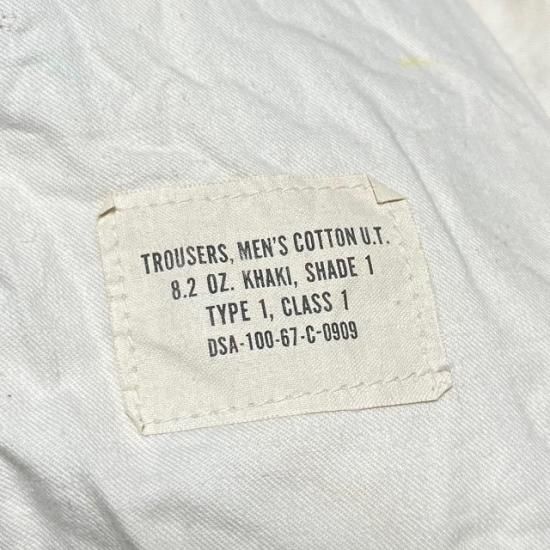 TROUSERS, MEN'S COTTON U.T.
8.2 OZ. KHAKI, SHADE 1
TYPE 1, CLASS 1
DSA-100-67-C-0909